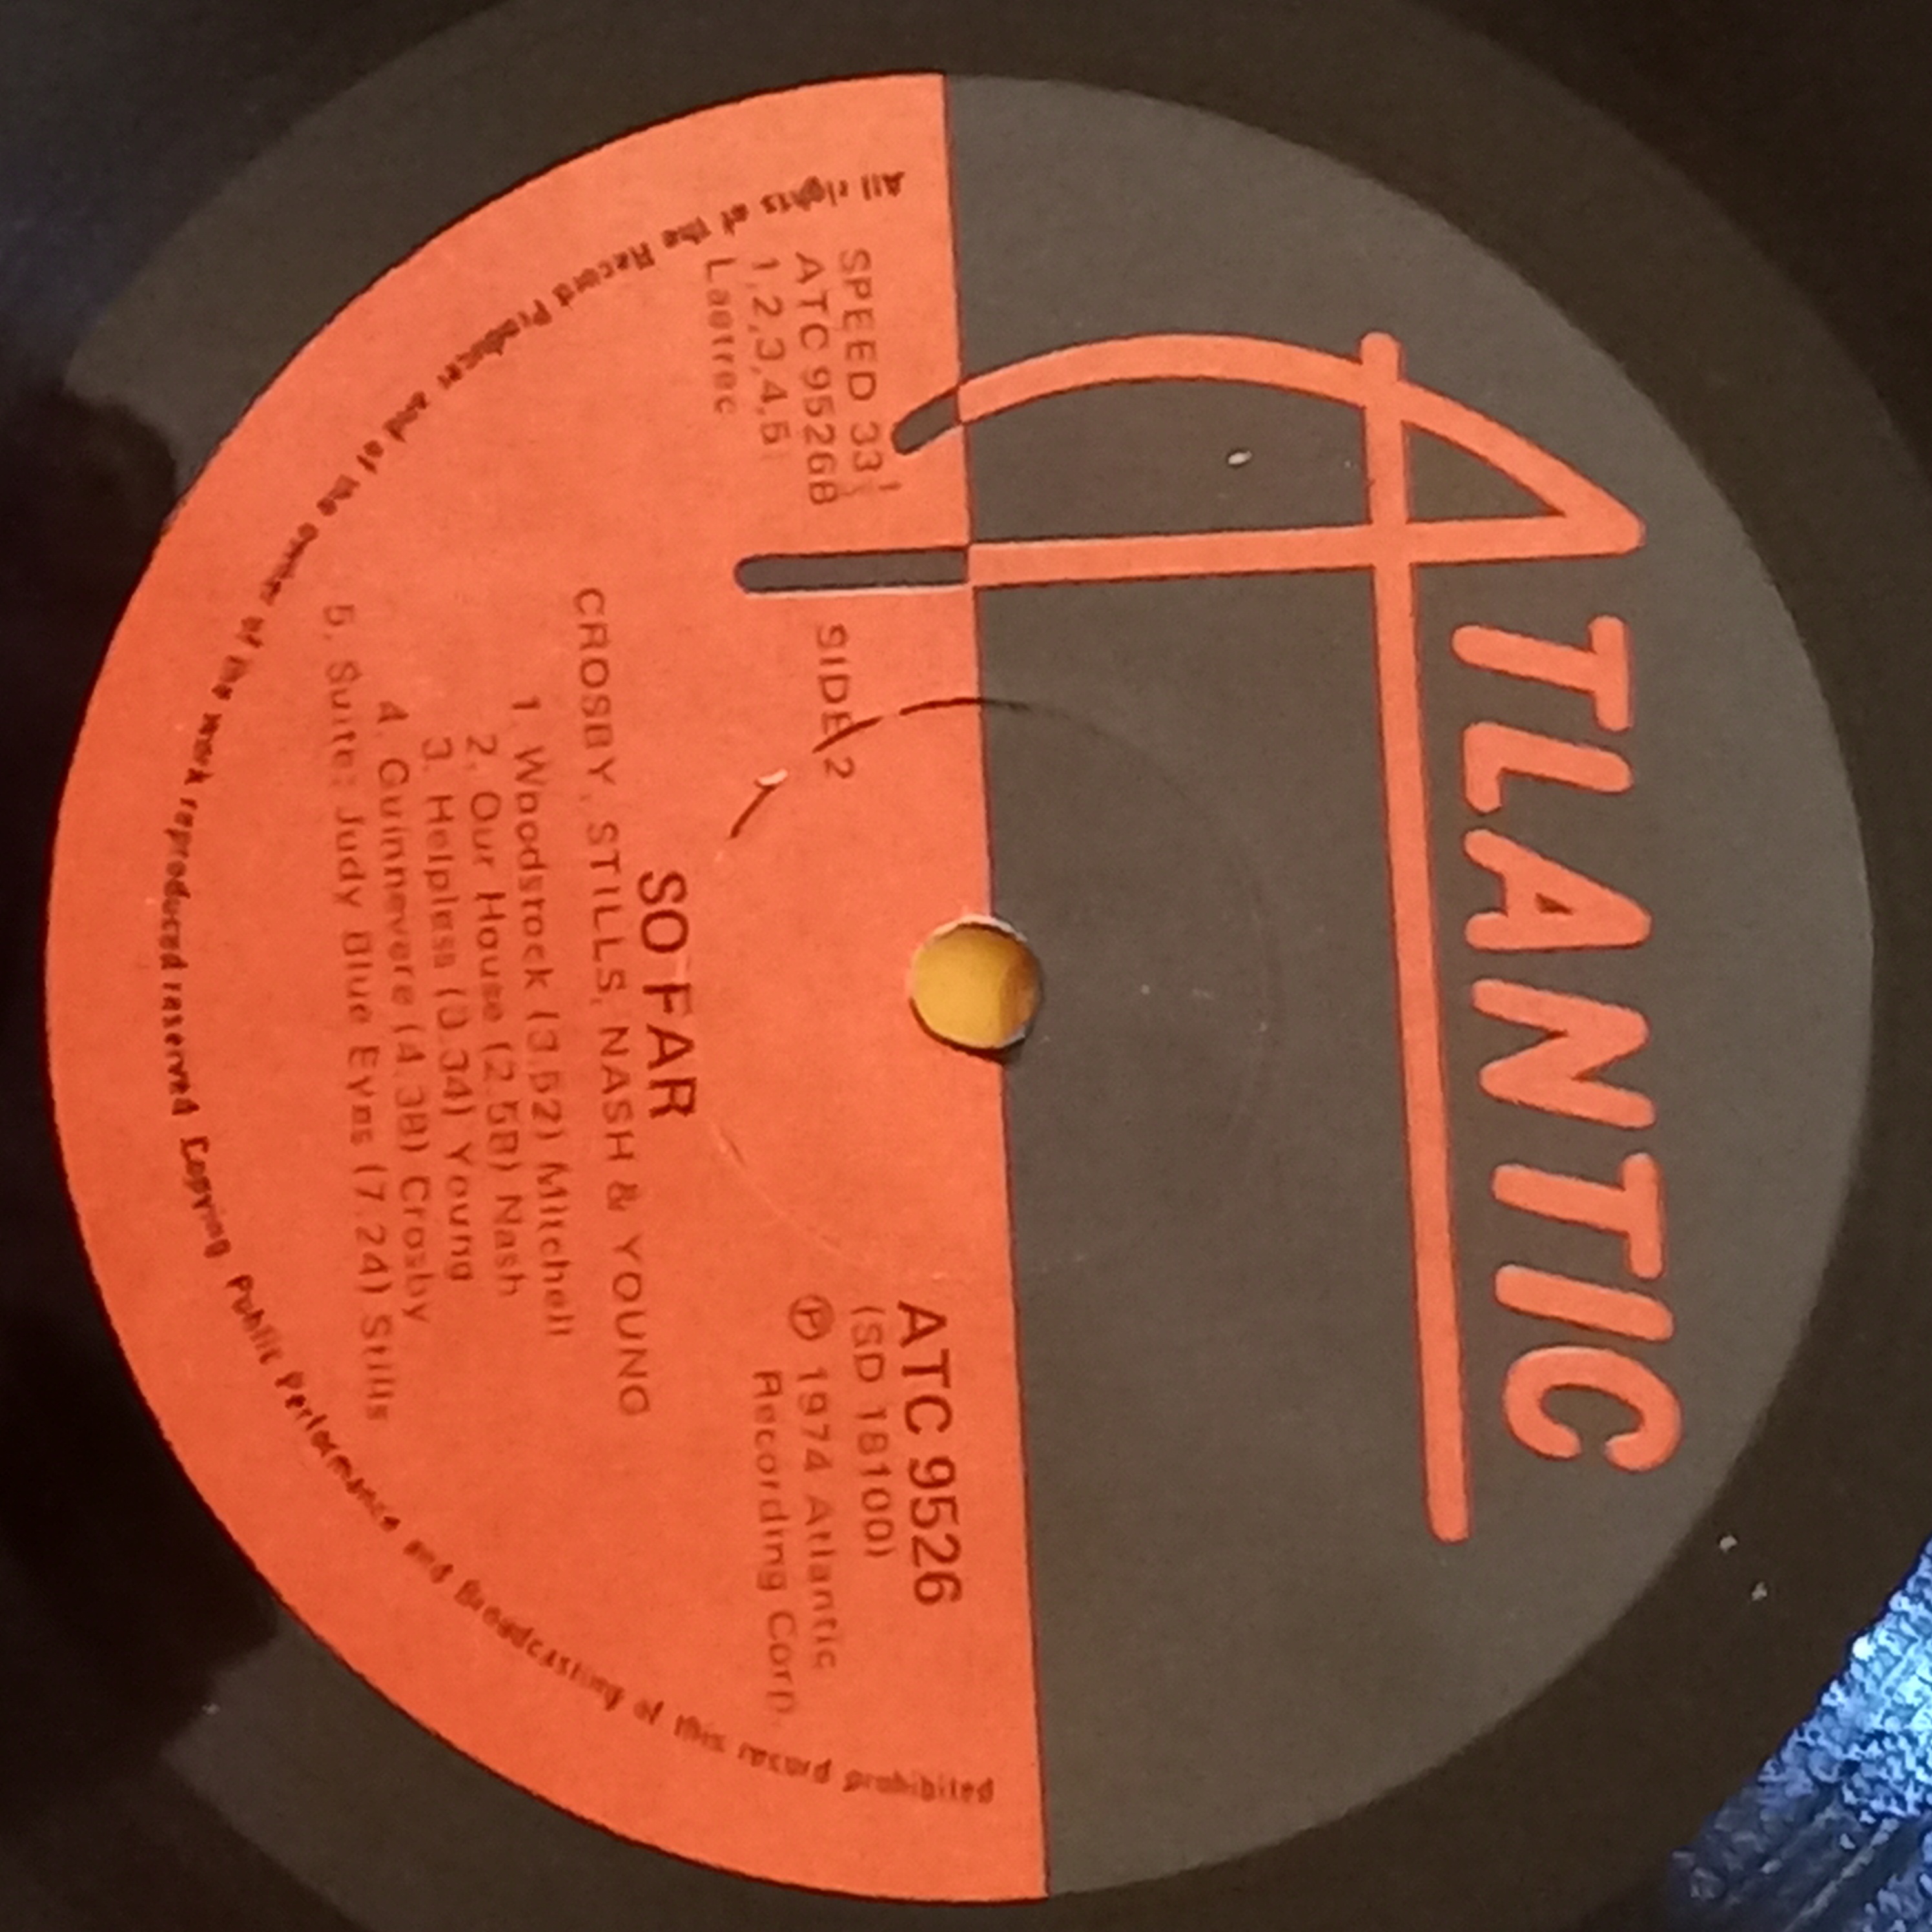 ATLANTIC
SPEED 33⅓
ATC 9526B
1,2,3,4,5
Laetrec
SIDE 2
ATC 9526
(SD 18100)
Ⓟ 1974 Atlantic
Recording Corp.
SO FAR
CROSBY, STILLS, NASH & YOUNG
1. Woodstock (3.52) Mitchell
2. Our House (2.58) Nash
3. Helpless (3.34) Young
4. Guinnevere (4.38) Crosby
5. Suite: Judy Blue Eyes (7.24) Stills
All rights of the Record Producer and of the owner of the work reproduced reserved Copying Public Performance and Broadcasting of this record prohibited